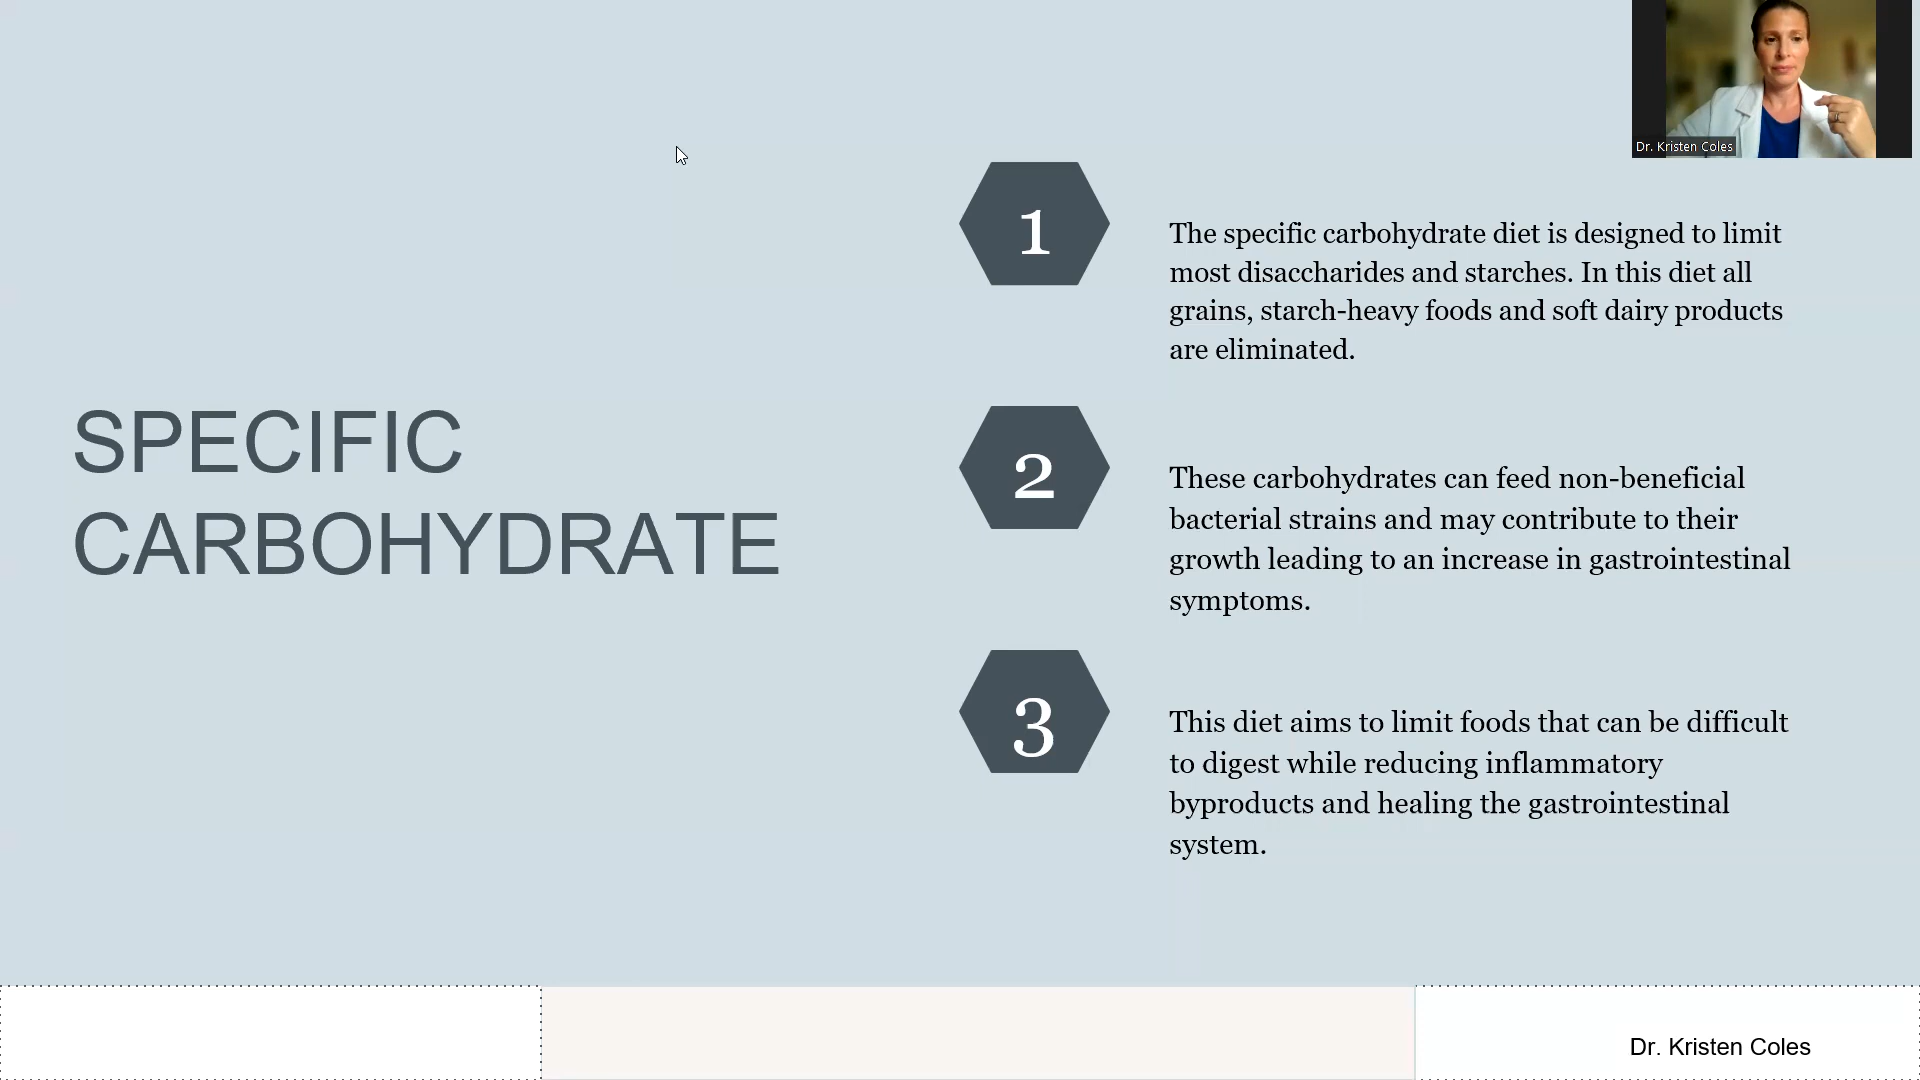 Dr. Kristen Coles
SPECIFIC
CARBOHYDRATE
1
The specific carbohydrate diet is designed to limit
most disaccharides and starches. In this diet all
grains, starch-heavy foods and soft dairy products
are eliminated.
2
These carbohydrates can feed non-beneficial
bacterial strains and may contribute to their
growth leading to an increase in gastrointestinal
symptoms.
3
This diet aims to limit foods that can be difficult
to digest while reducing inflammatory
byproducts and healing the gastrointestinal
system.
Dr. Kristen Coles